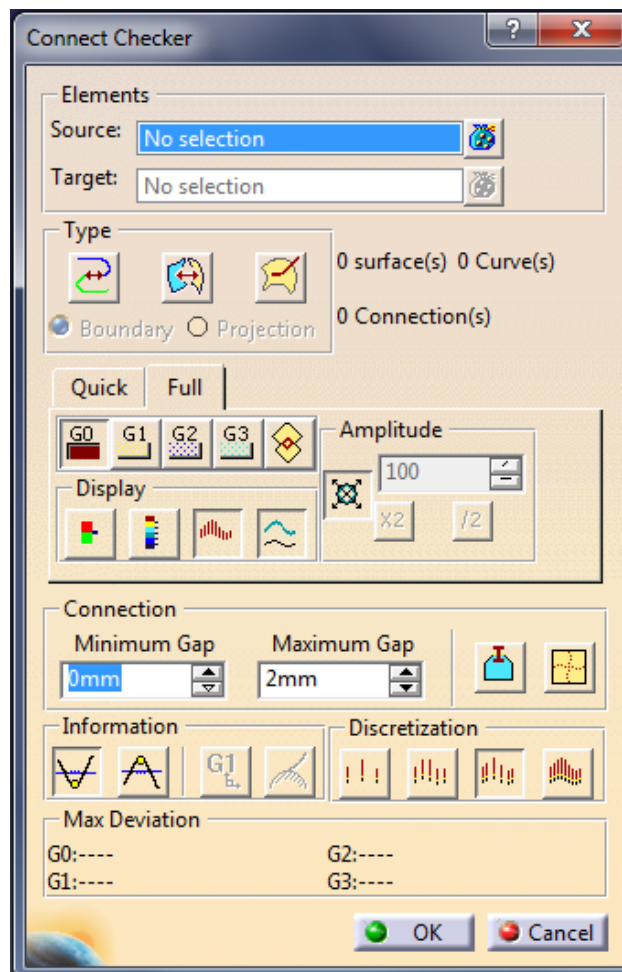 Connect Checker
?
X
Elements
Source: No selection
Target: No selection
Type
0 surface(s) 0 Curve(s)
Boundary Projection
0 Connection(s)
Quick Full
G0 G1 G2 G3
Amplitude
100
Display
X2 /2
Connection
Minimum Gap Maximum Gap
0mm 2mm
Information
Discretization
G1
Max Deviation
G0:---- G2:----
G1:---- G3:----
OK Cancel